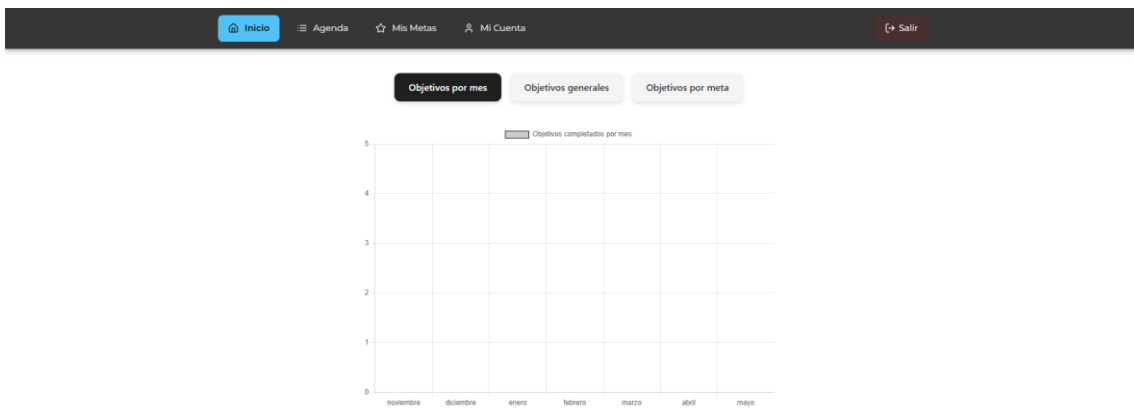 Inicio Agenda Mis Metas Mi Cuenta Salir
Objetivos por mes Objetivos generales Objetivos por meta
Objetivos completados por mes
5
4
3
2
1
0
noviembre diciembre enero febrero marzo abril mayo